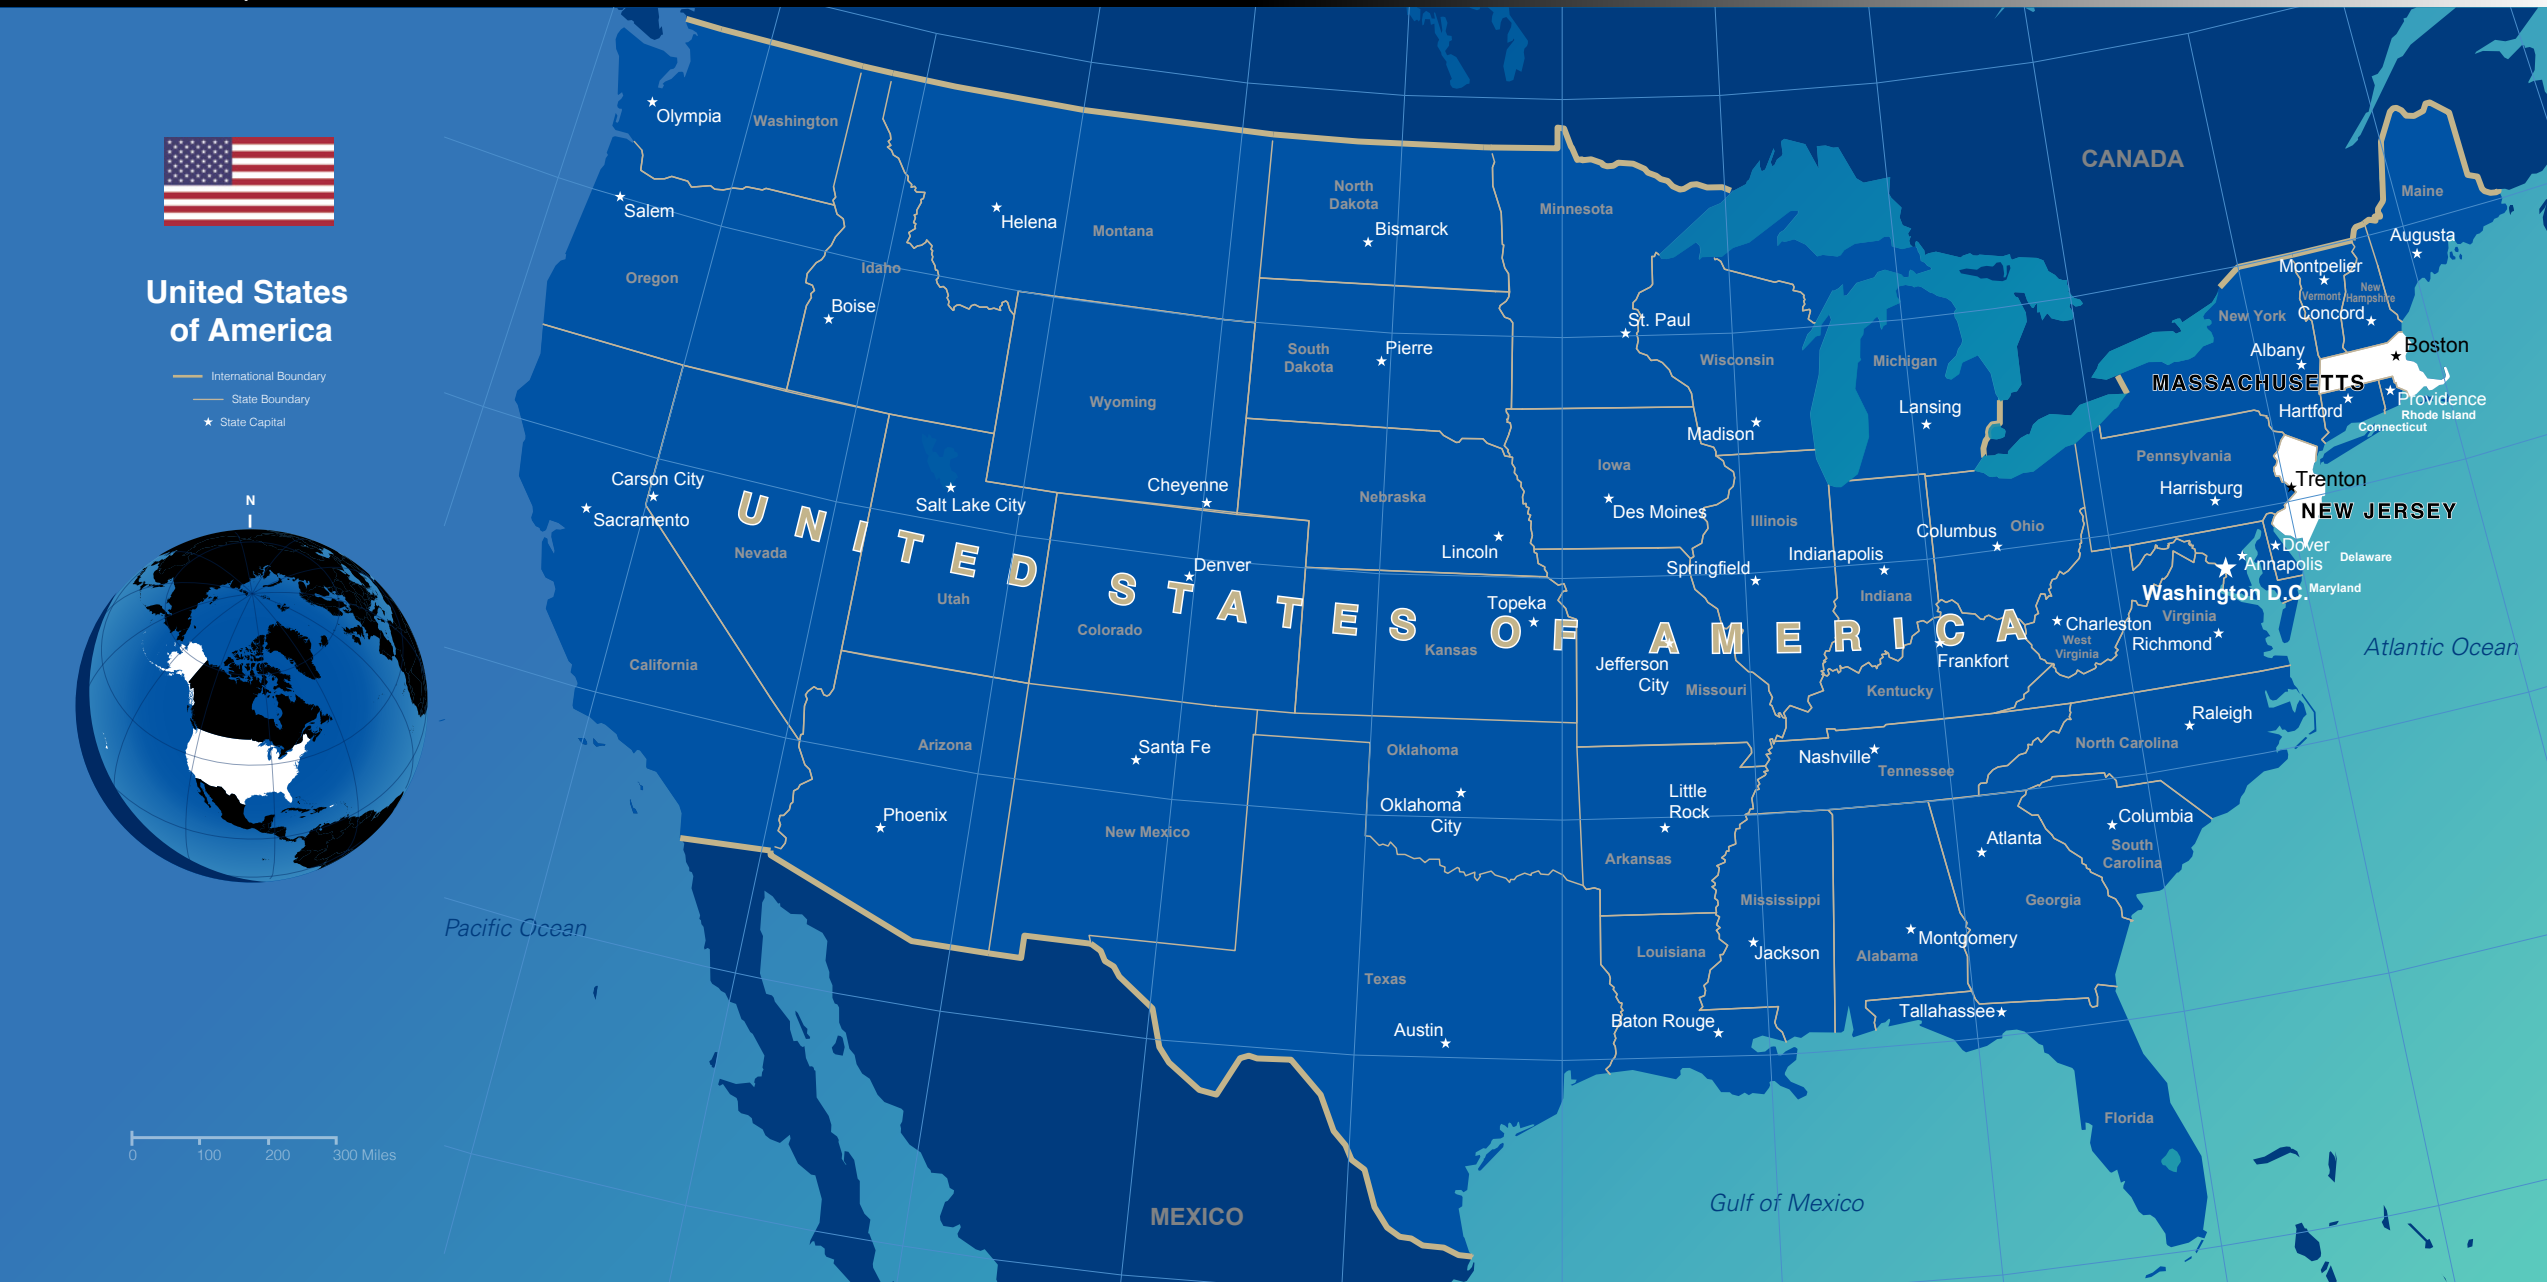 United States
of America
International Boundary
State Boundary
State Capital
N
0 100 200 300 Miles
Pacific Ocean
Atlantic Ocean
Gulf of Mexico
CANADA
MEXICO
UNITED STATES OF AMERICA
Olympia
Washington
Salem
Oregon
Helena
Montana
Idaho
Boise
North
Dakota
Bismarck
Minnesota
St. Paul
South
Dakota
Pierre
Wyoming
Cheyenne
Wisconsin
Madison
Michigan
Lansing
Maine
Augusta
Montpelier
Vermont
New
Hampshire
Concord
New York
Albany
Boston
MASSACHUSETTS
Providence
Rhode Island
Hartford
Connecticut
Pennsylvania
Harrisburg
Trenton
NEW JERSEY
Dover
Delaware
Annapolis
Maryland
Washington D.C.
Carson City
Sacramento
Nevada
California
Salt Lake City
Utah
Denver
Colorado
Nebraska
Lincoln
Iowa
Des Moines
Illinois
Springfield
Indianapolis
Indiana
Columbus
Ohio
Topeka
Kansas
Jefferson
City
Missouri
Frankfort
Kentucky
Charleston
West
Virginia
Virginia
Richmond
Raleigh
North Carolina
Nashville
Tennessee
Arizona
Phoenix
Santa Fe
New Mexico
Oklahoma
Oklahoma
City
Little
Rock
Arkansas
Columbia
South
Carolina
Atlanta
Georgia
Mississippi
Jackson
Montgomery
Alabama
Louisiana
Baton Rouge
Texas
Austin
Tallahassee
Florida